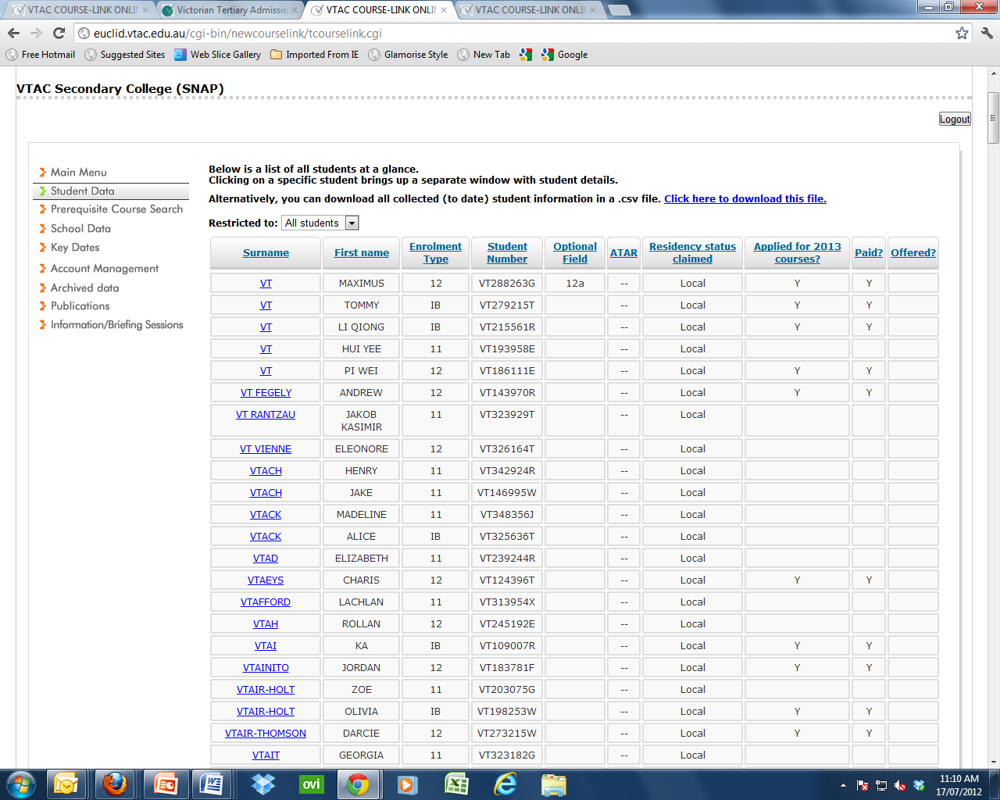 VTAC COURSE-LINK ONLIN
Victorian Tertiary Admissio
VTAC COURSE-LINK ONLIN
VTAC COURSE-LINK ONLIN
euclid.vtac.edu.au/cgi-bin/newcourselink/tcourselink.cgi
Free Hotmail Suggested Sites Web Slice Gallery Imported From IE Glamorise Style New Tab Google
VTAC Secondary College (SNAP)
Logout
Main Menu
Student Data
Prerequisite Course Search
School Data
Key Dates
Account Management
Archived data
Publications
Information/Briefing Sessions
Below is a list of all students at a glance.
Clicking on a specific student brings up a separate window with student details.
Alternatively, you can download all collected (to date) student information in a .csv file. Click here to download this file.
Restricted to: All students
Surname First name Enrolment Type Student Number Optional Field ATAR Residency status claimed Applied for 2013 courses? Paid? Offered?
VT MAXIMUS 12 VT288263G 12a -- Local Y Y
VT TOMMY IB VT279215T -- Local Y Y
VT LI QIONG IB VT215561R -- Local Y Y
VT HUI YEE 11 VT193958E -- Local
VT PI WEI 12 VT186111E -- Local Y Y
VT FEGELY ANDREW 12 VT143970R -- Local Y Y
VT RANTZAU JAKOB KASIMIR 11 VT323929T -- Local
VT VIENNE ELEONORE 12 VT326164T -- Local
VTACH HENRY 11 VT342924R -- Local
VTACH JAKE 11 VT146995W -- Local
VTACK MADELINE 11 VT348356J -- Local
VTACK ALICE IB VT325636T -- Local
VTAD ELIZABETH 11 VT239244R -- Local
VTAEYS CHARIS 12 VT124396T -- Local Y Y
VTAFFORD LACHLAN 11 VT313954X -- Local
VTAH ROLLAN 12 VT245192E -- Local
VTAI KA IB VT109007R -- Local Y Y
VTAINITO JORDAN 12 VT183781F -- Local Y Y
VTAIR-HOLT ZOE 11 VT203075G -- Local
VTAIR-HOLT OLIVIA IB VT198253W -- Local Y Y
VTAIR-THOMSON DARCIE 12 VT273215W -- Local Y Y
VTAIT GEORGIA 11 VT323182G -- Local
ovi
11:10 AM
17/07/2012